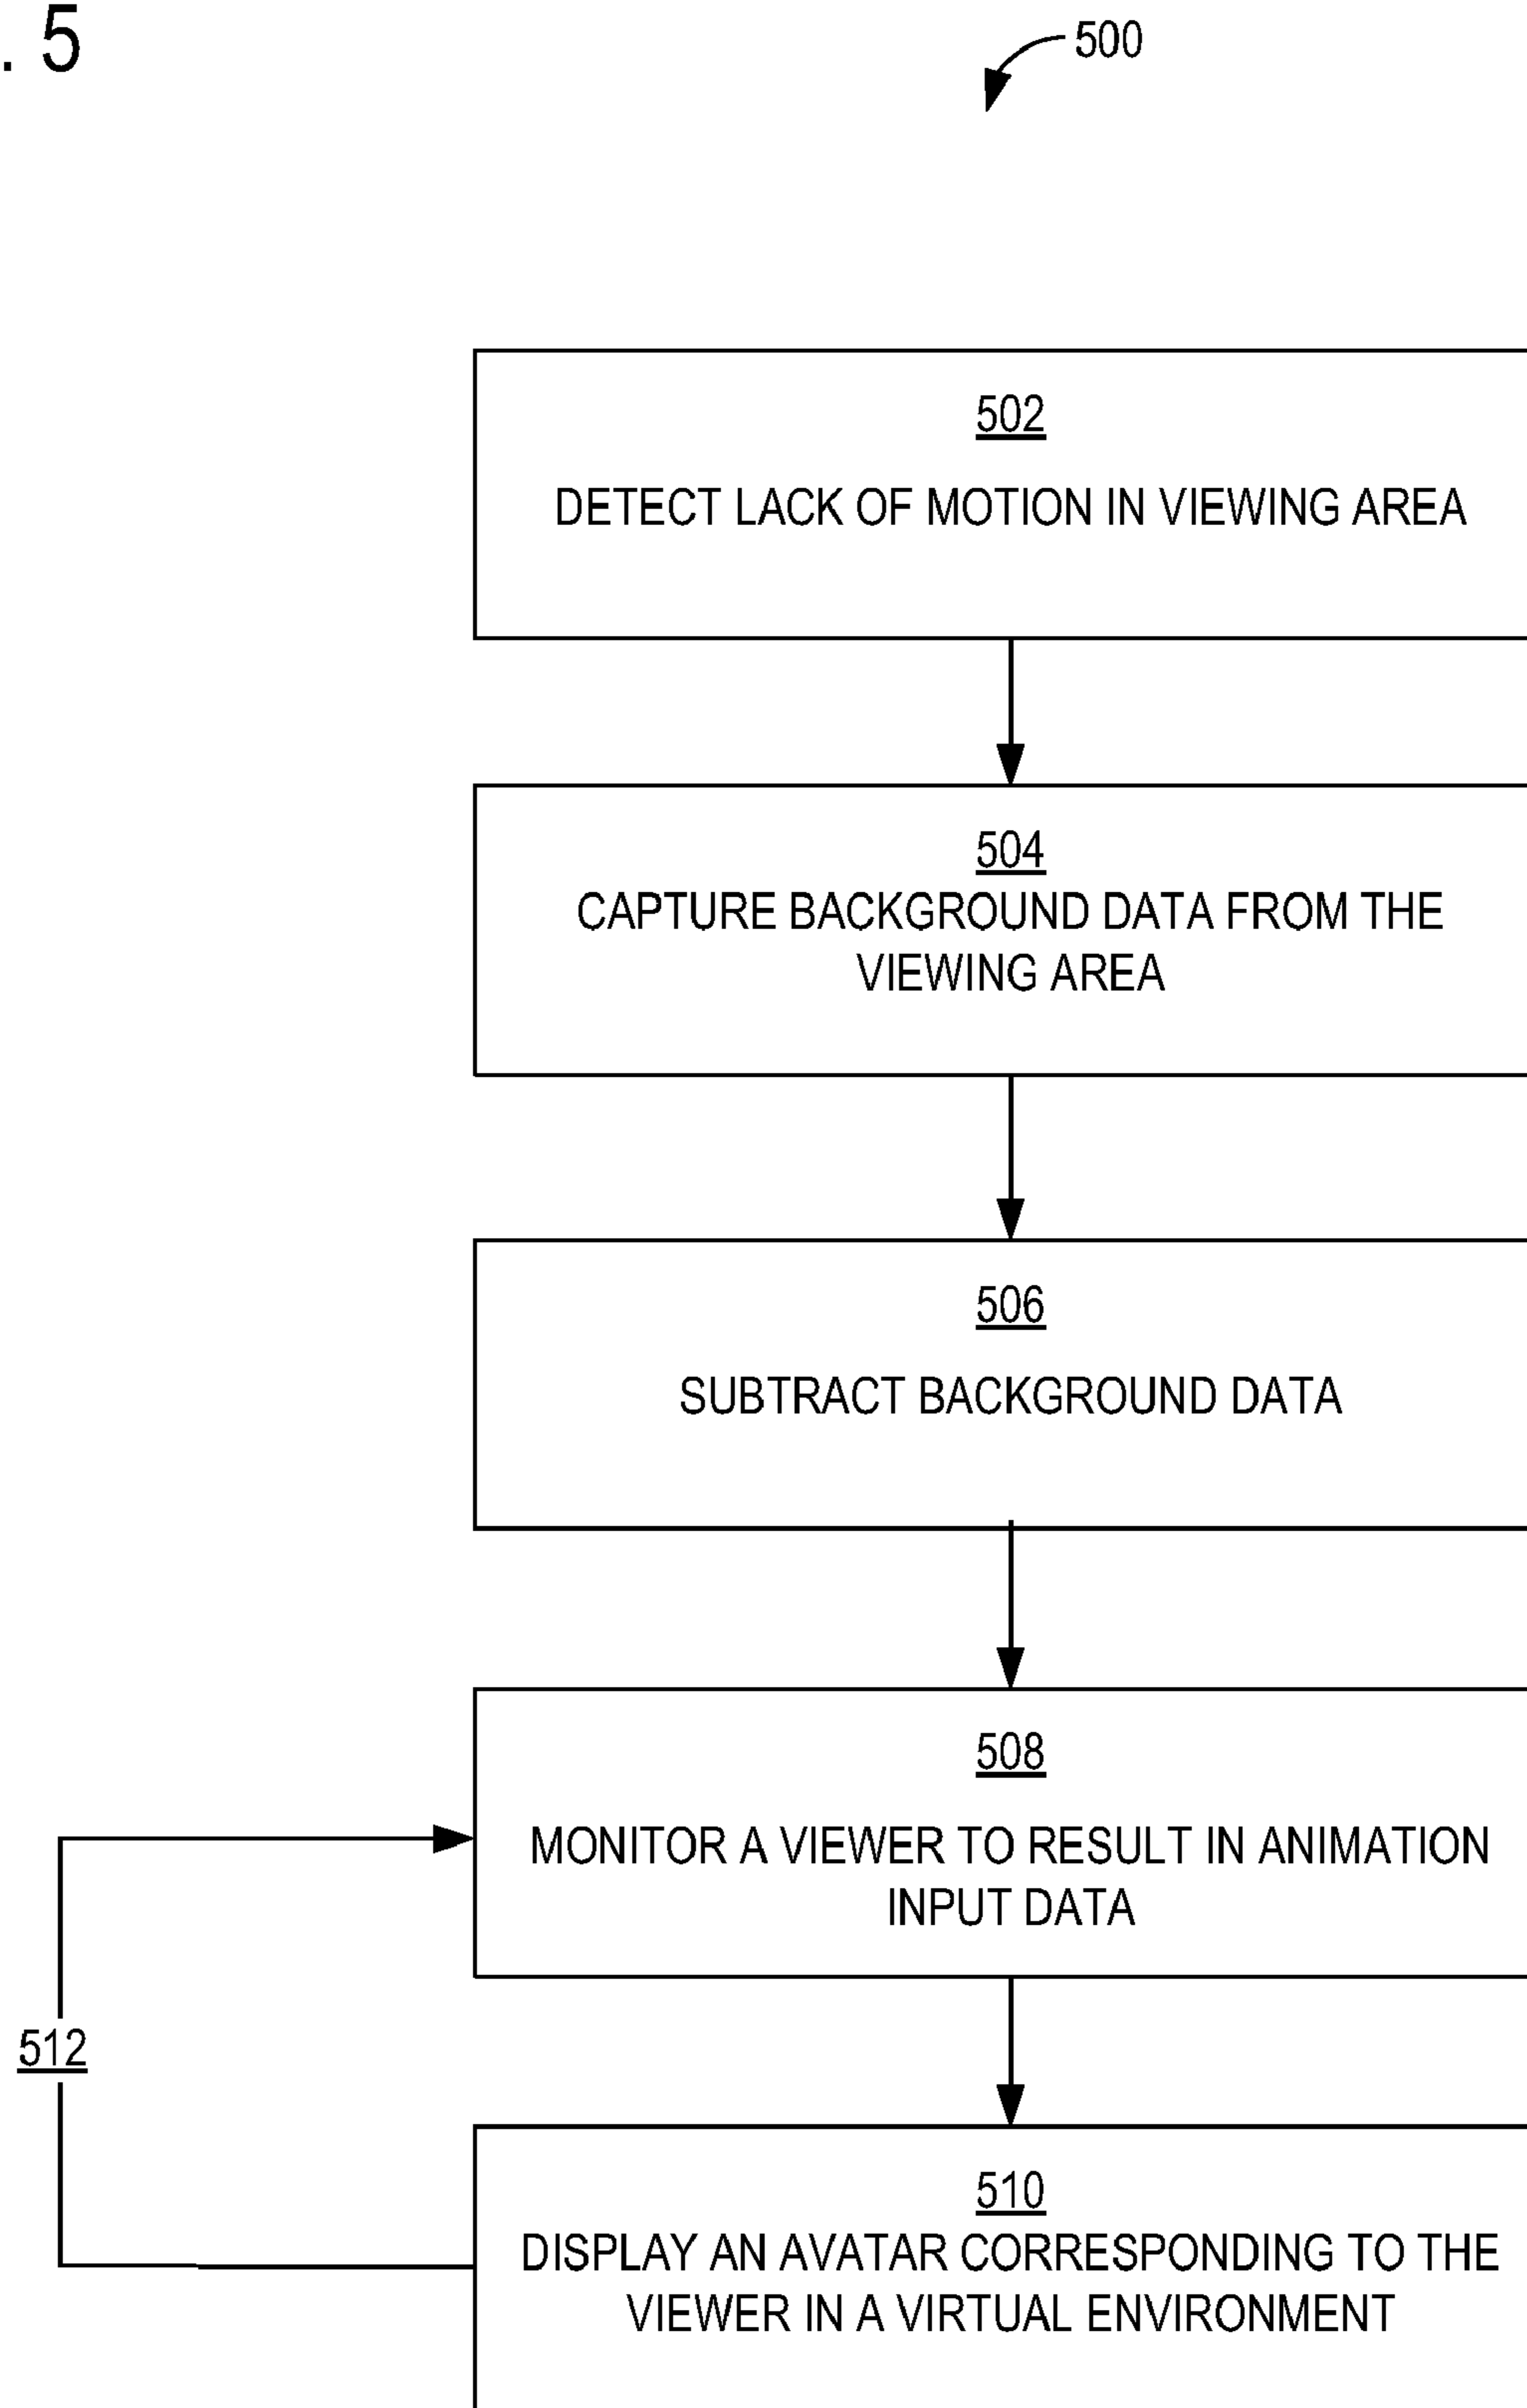 . 5
500
502
DETECT LACK OF MOTION IN VIEWING AREA
504
CAPTURE BACKGROUND DATA FROM THE
VIEWING AREA
506
SUBTRACT BACKGROUND DATA
508
MONITOR A VIEWER TO RESULT IN ANIMATION
INPUT DATA
512
510
DISPLAY AN AVATAR CORRESPONDING TO THE
VIEWER IN A VIRTUAL ENVIRONMENT